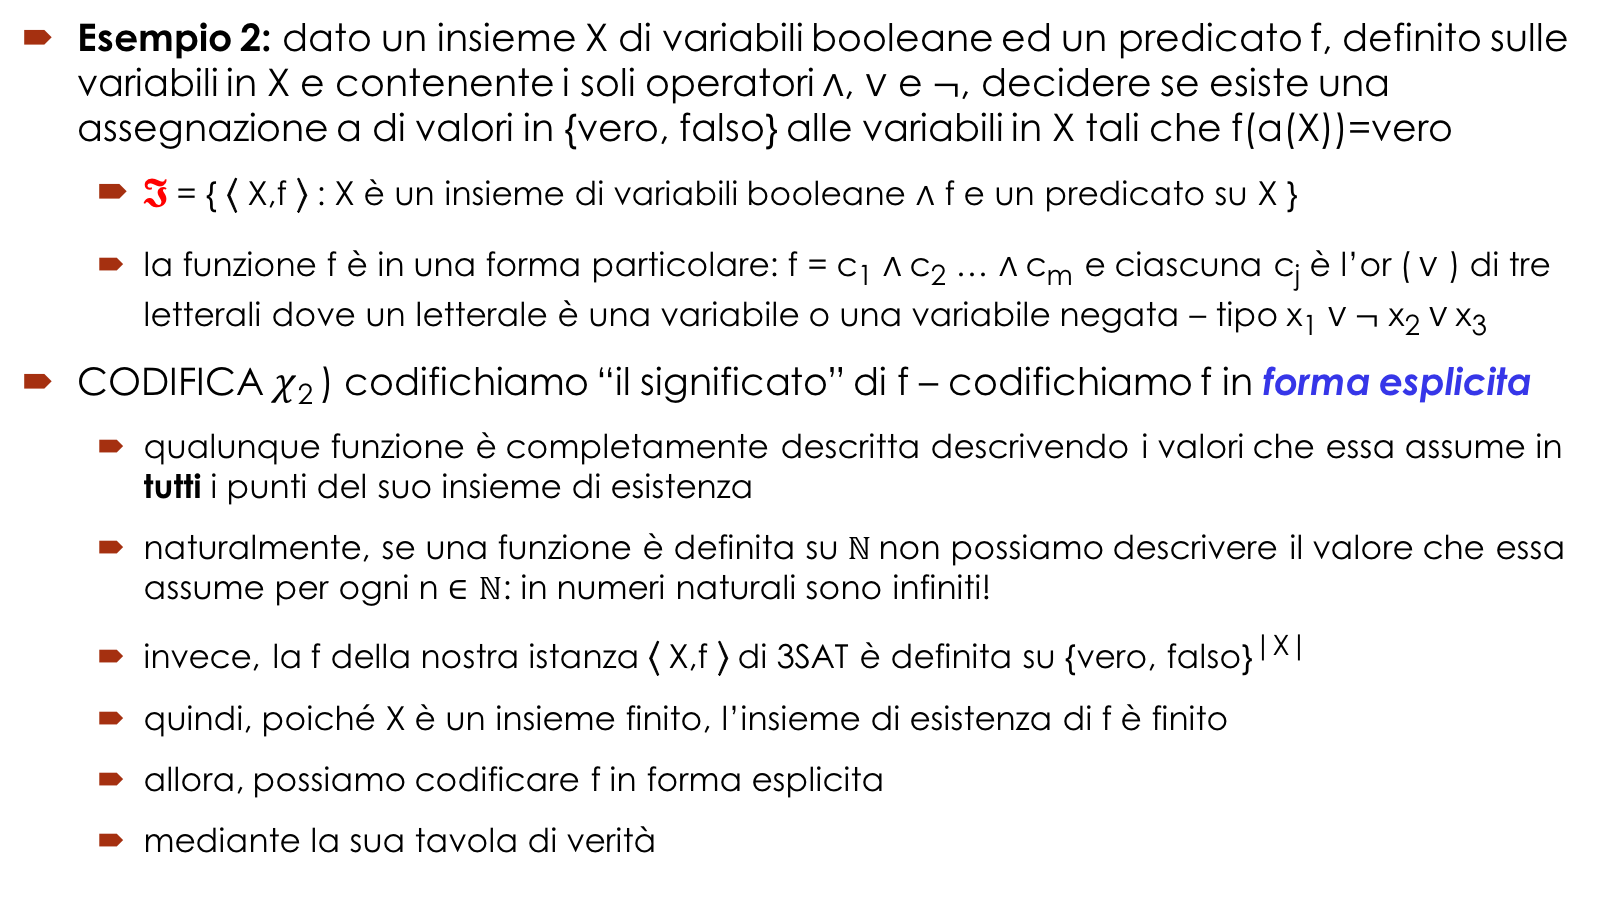 Esempio 2: dato un insieme X di variabili booleane ed un predicato f, definito sulle
variabili in X e contenente i soli operatori ∧, ∨ e ¬, decidere se esiste una
assegnazione a di valori in {vero, falso} alle variabili in X tali che f(a(X))=vero
ℑ = { ⟨ X,f ⟩ : X è un insieme di variabili booleane ∧ f e un predicato su X }
la funzione f è in una forma particolare: f = c₁ ∧ c₂ … ∧ cₘ e ciascuna cⱼ è l’or ( ∨ ) di tre
letterali dove un letterale è una variabile o una variabile negata – tipo x₁ ∨ ¬ x₂ ∨ x₃
CODIFICA 𝜒₂ ) codifichiamo “il significato” di f – codifichiamo f in forma esplicita
qualunque funzione è completamente descritta descrivendo i valori che essa assume in
tutti i punti del suo insieme di esistenza
naturalmente, se una funzione è definita su ℕ non possiamo descrivere il valore che essa
assume per ogni n ∈ ℕ: in numeri naturali sono infiniti!
invece, la f della nostra istanza ⟨ X,f ⟩ di 3SAT è definita su {vero, falso}^|X|
quindi, poiché X è un insieme finito, l’insieme di esistenza di f è finito
allora, possiamo codificare f in forma esplicita
mediante la sua tavola di verità